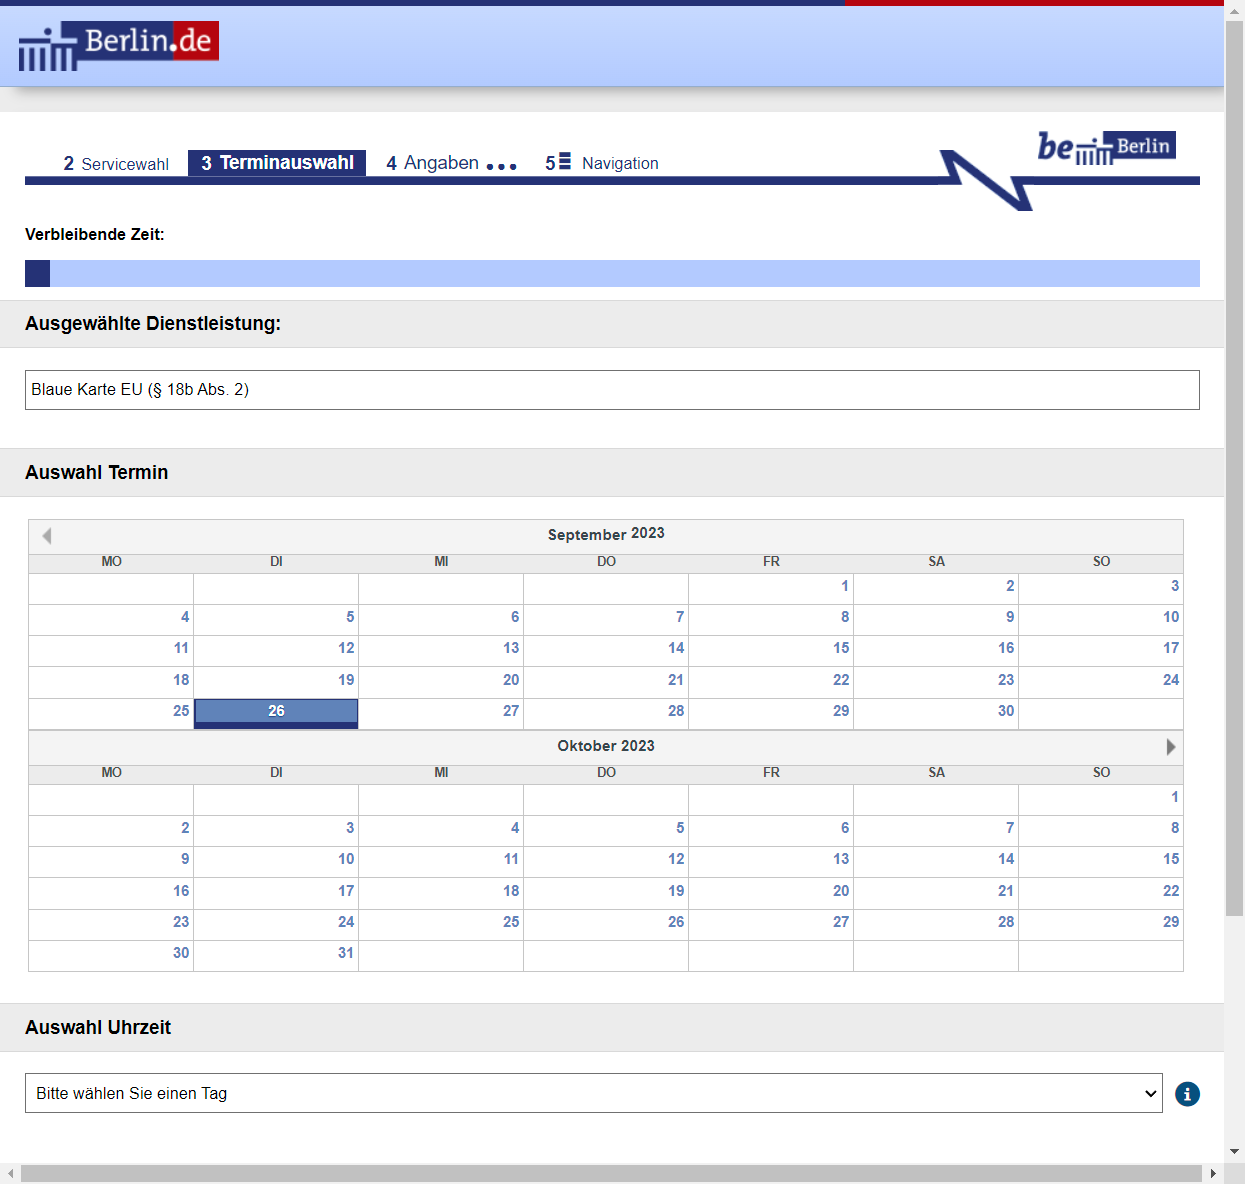 Berlin.de
be Berlin
2 Servicewahl 3 Terminauswahl 4 Angaben 5 Navigation
Verbleibende Zeit:
Ausgewählte Dienstleistung:
Blaue Karte EU (§ 18b Abs. 2)
Auswahl Termin
September 2023
MO DI MI DO FR SA SO
1 2 3
4 5 6 7 8 9 10
11 12 13 14 15 16 17
18 19 20 21 22 23 24
25 26 27 28 29 30
Oktober 2023
MO DI MI DO FR SA SO
1
2 3 4 5 6 7 8
9 10 11 12 13 14 15
16 17 18 19 20 21 22
23 24 25 26 27 28 29
30 31
Auswahl Uhrzeit
Bitte wählen Sie einen Tag